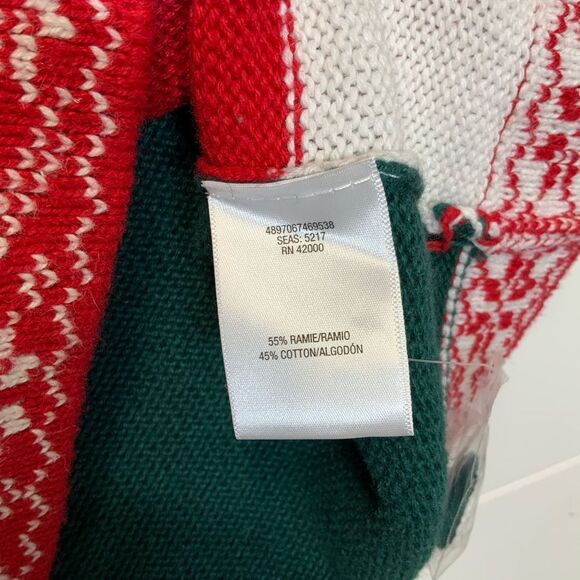 4897067469538
SEAS: 5217
RN 42000
55% RAMIE/RAMIO
45% COTTON/ALGODÓN